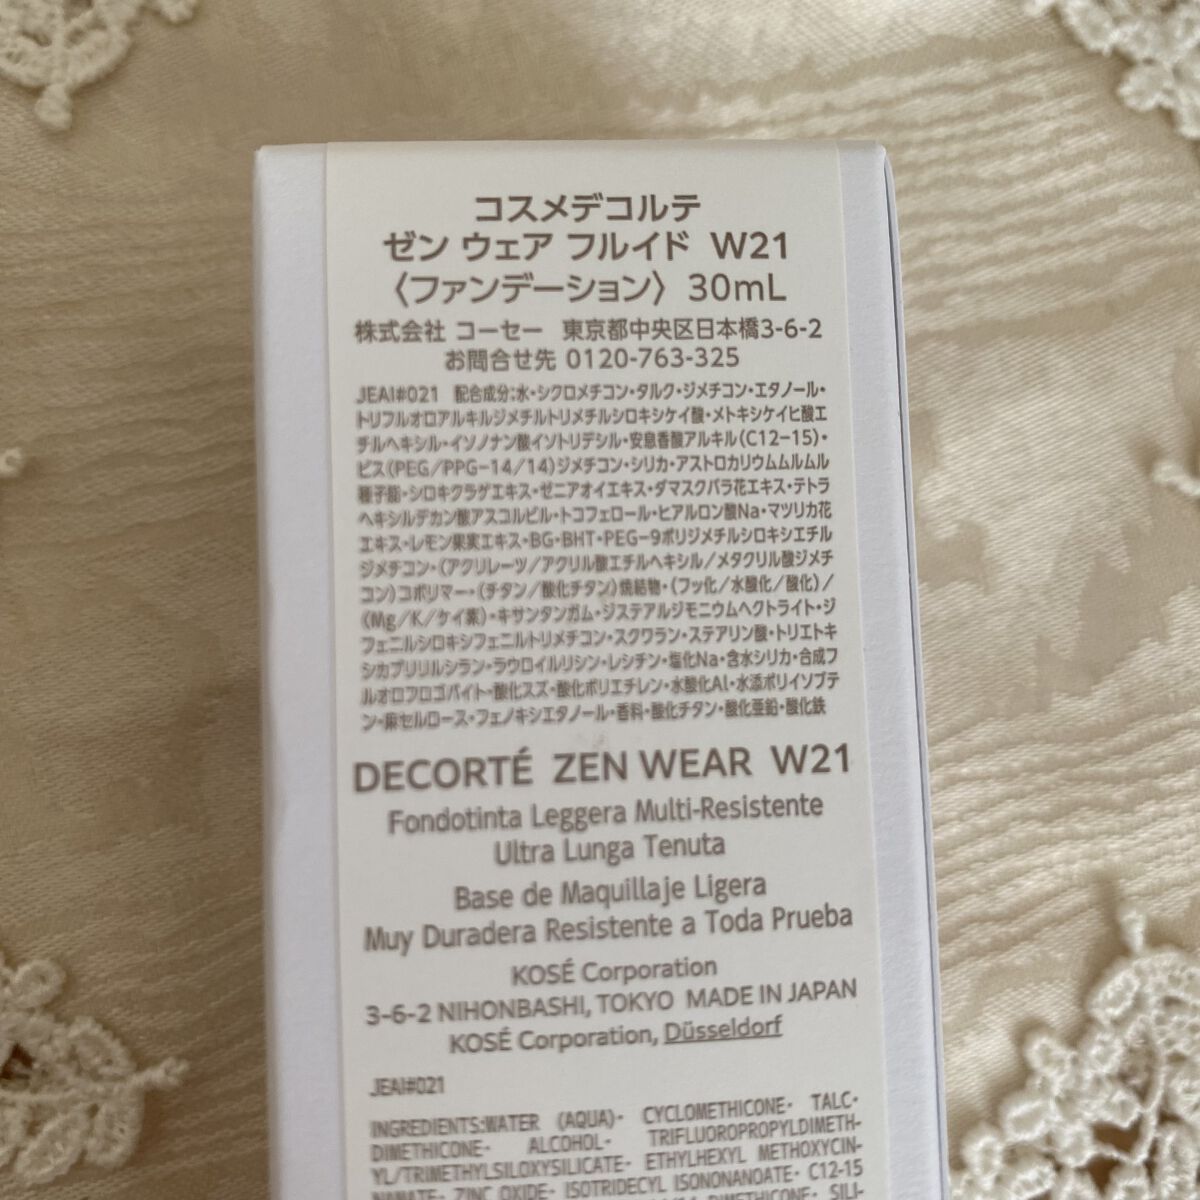 コスメデコルテ
ゼン ウェア フルイド W21
〈ファンデーション〉 30mL
株式会社 コーセー 東京都中央区日本橋3-6-2
お問合せ先 0120-763-325
JEAI#021 配合成分:水・シクロメチコン・タルク・ジメチコン・エタノール・
トリフルオロアルキルジメチルトリメチルシロキシケイ酸・メトキシケイヒ酸エ
チルヘキシル・イソノナン酸イソトリデシル・安息香酸アルキル(C12-15)・
ビス(PEG/PPG-14/14)ジメチコン・シリカ・アストロカリウムムルムル
種子脂・シロキクラゲエキス・ゼニアオイエキス・ダマスクバラ花エキス・テトラ
ヘキシルデカン酸アスコルビル・トコフェロール・ヒアルロン酸Na・マツリカ花
エキス・レモン果実エキス・BG・BHT・PEG-9ポリジメチルシロキシエチル
ジメチコン・(アクリレーツ/アクリル酸エチルヘキシル/メタクリル酸ジメチ
コン)コポリマー・(チタン/酸化チタン)焼結物・(フッ化/水酸化/酸化)/
(Mg/K/ケイ素)・キサンタンガム・ジステアルジモニウムヘクトライト・ジ
フェニルシロキシフェニルトリメチコン・スクワラン・ステアリン酸・トリエトキ
シカプリリルシラン・ラウロイルリシン・レシチン・塩化Na・含水シリカ・合成フ
ルオロフロゴパイト・酸化スズ・酸化ポリエチレン・水酸化Al・水添ポリイソブテ
ン・麻セルロース・フェノキシエタノール・香料・酸化チタン・酸化亜鉛・酸化鉄
DECORTÉ ZEN WEAR W21
Fondotinta Leggera Multi-Resistente
Ultra Lunga Tenuta
Base de Maquillaje Ligera
Muy Duradera Resistente a Toda Prueba
KOSÉ Corporation
3-6-2 NIHONBASHI, TOKYO MADE IN JAPAN
KOSÉ Corporation, Düsseldorf
JEAI#021
INGREDIENTS:WATER (AQUA)・ CYCLOMETHICONE・ TALC・
DIMETHICONE・ ALCOHOL・ TRIFLUOROPROPYLDIMETH-
YL/TRIMETHYLSILOXYSILICATE・ ETHYLHEXYL METHOXYCIN-
NAMATE・ ZINC OXIDE・ ISOTRIDECYL ISONONANOATE・ C12-15
DIMETHICONE・ SILI-